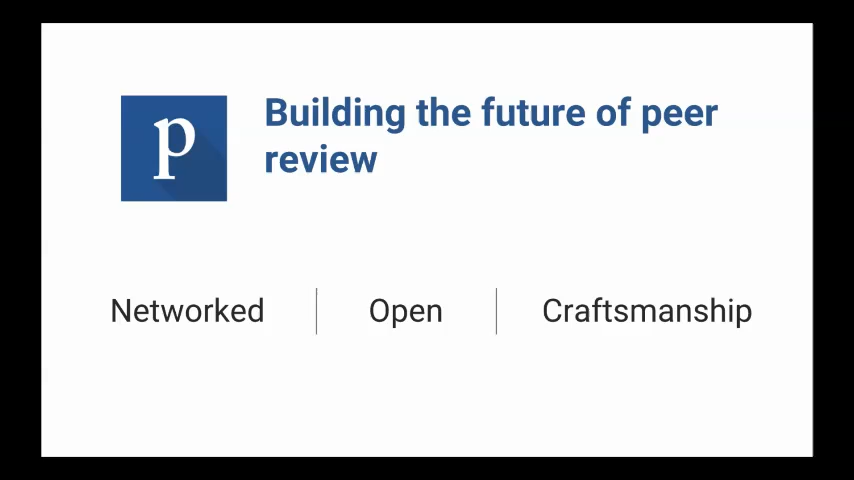 p
Building the future of peer
review
Networked
Open
Craftsmanship